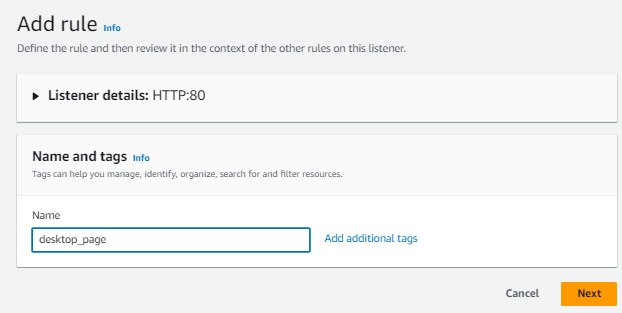 Add rule Info
Define the rule and then review it in the context of the other rules on this listener.
Listener details: HTTP:80
Name and tags Info
Tags can help you manage, identify, organize, search for and filter resources.
Name
desktop_page Add additional tags
Cancel Next